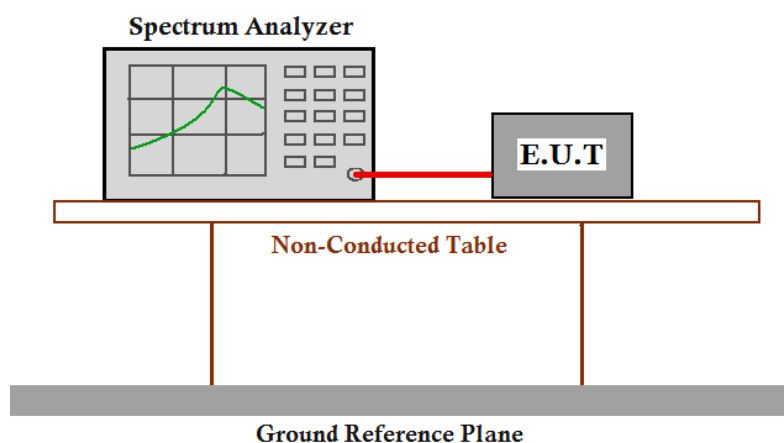 Spectrum Analyzer
E.U.T
Non-Conducted Table
Ground Reference Plane